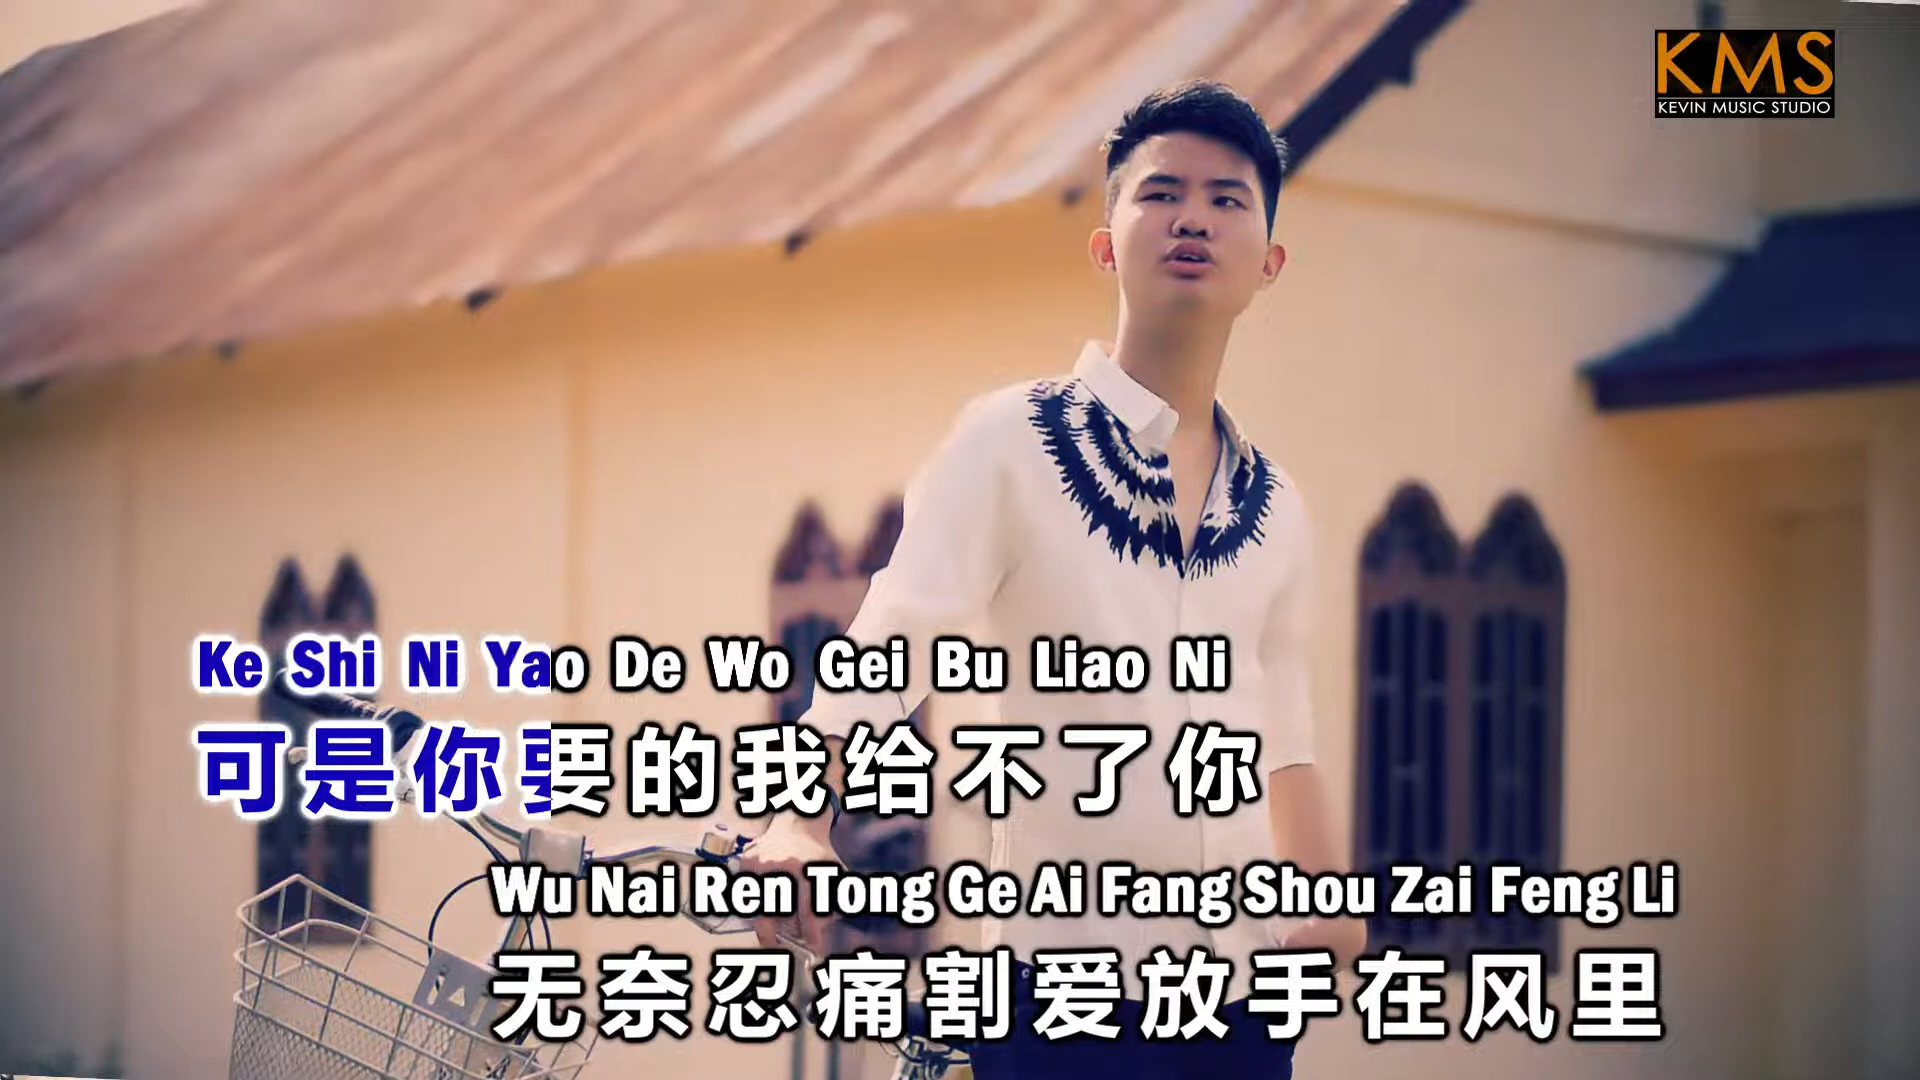 KMS
KEVIN MUSIC STUDIO
Ke Shi Ni Yao De Wo Gei Bu Liao Ni
可是你要的我给不了你
Wu Nai Ren Tong Ge Ai Fang Shou Zai Feng Li
无奈忍痛割爱放手在风里